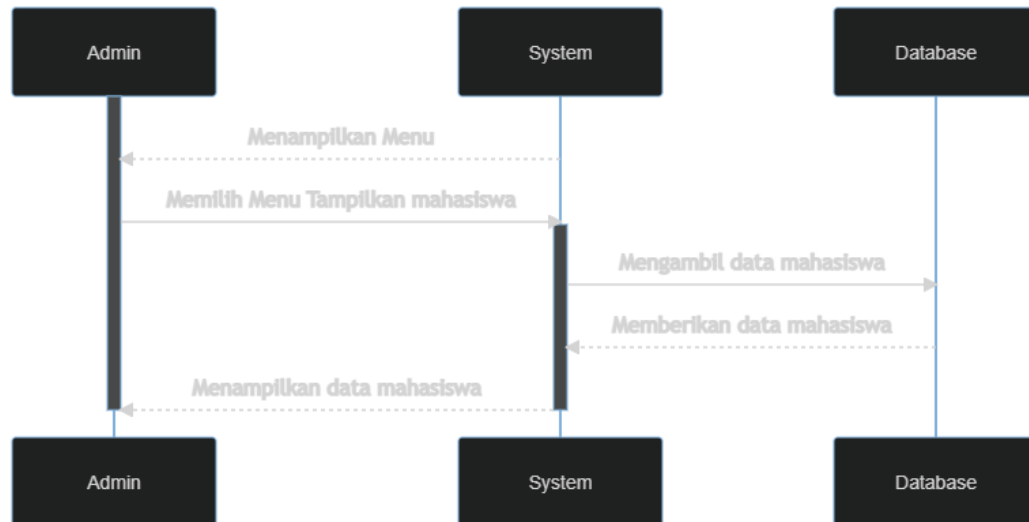 Admin
System
Database
Menampilkan Menu
Memilih Menu Tampilkan mahasiswa
Mengambil data mahasiswa
Memberikan data mahasiswa
Menampilkan data mahasiswa
Admin
System
Database